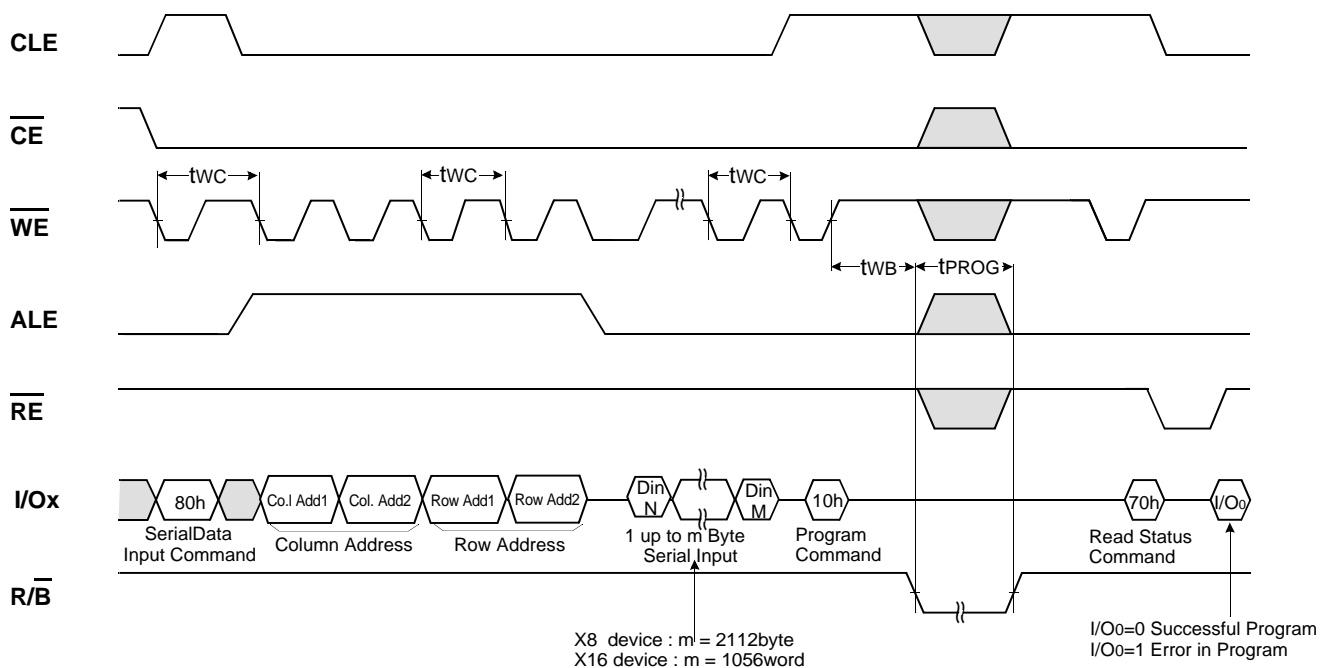 CLE
CE
tWC
tWC
tWC
WE
tWB
tPROG
ALE
RE
I/Ox
80h
Co.l Add1
Col. Add2
Row Add1
Row Add2
Din
N
Din
M
10h
70h
I/O0
SerialData
Input Command
Column Address
Row Address
1 up to m Byte
Serial Input
Program
Command
Read Status
Command
R/B
X8 device : m = 2112byte
X16 device : m = 1056word
I/O0=0 Successful Program
I/O0=1 Error in Program